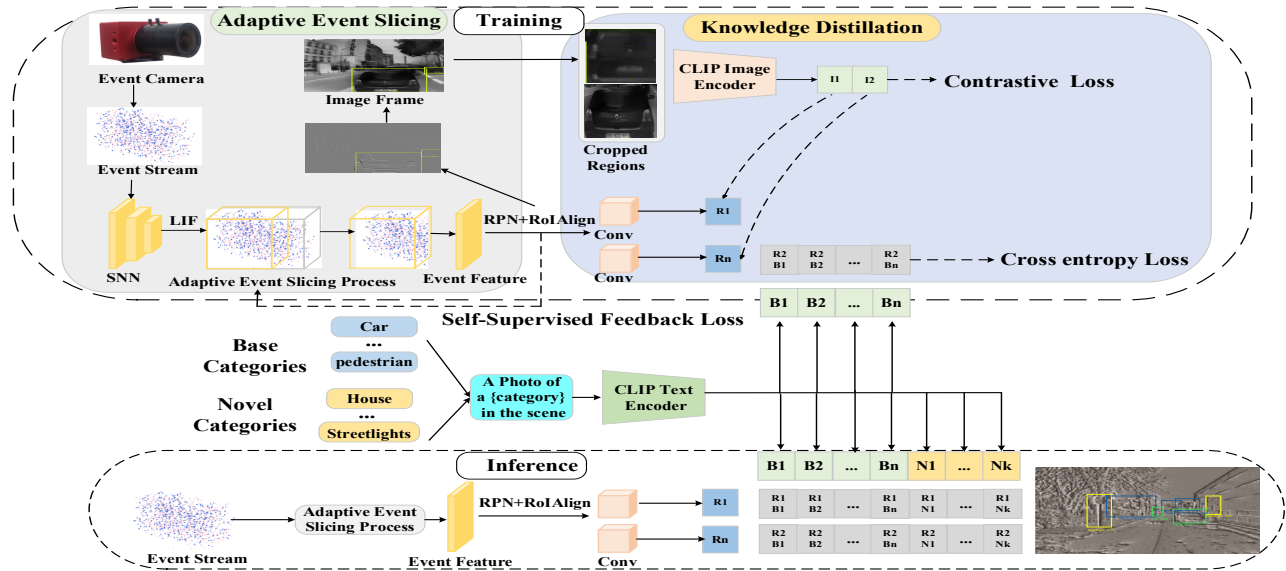 Adaptive Event Slicing
Training
Knowledge Distillation
Event Camera
Image Frame
Event Stream
LIF
SNN
Adaptive Event Slicing Process
Event Feature
RPN+RoIAlign
Cropped
Regions
CLIP Image
Encoder
I1 I2
Contrastive Loss
Conv
R1
Conv
Rn
R2 R2 ... R2
B1 B2 Bn
Cross entropy Loss
B1 B2 ... Bn
Self-Supervised Feedback Loss
Base
Categories
Car
...
pedestrian
Novel
Categories
House
...
Streetlights
A Photo of
a {category}
in the scene
CLIP Text
Encoder
Inference
B1 B2 ... Bn N1 ... Nk
Event Stream
Adaptive Event
Slicing Process
Event Feature
RPN+RoIAlign
Conv
R1
Rn
R1 R1 ... R1 R1 ... R1
B1 B2 Bn N1 Nk
R2 R2 ... R2 R2 ... R2
B1 B2 Bn N1 Nk